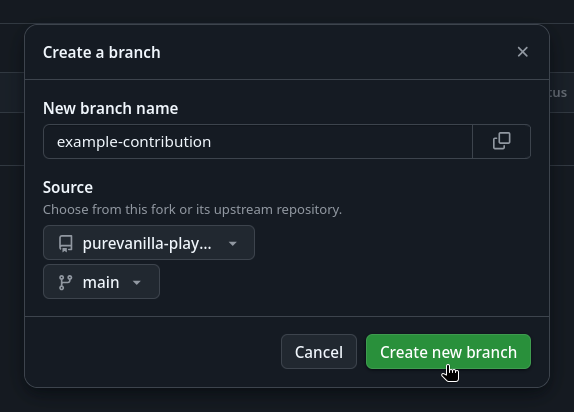 Create a branch
New branch name
example-contribution
Source
Choose from this fork or its upstream repository.
purevanilla-play...
main
Cancel
Create new branch